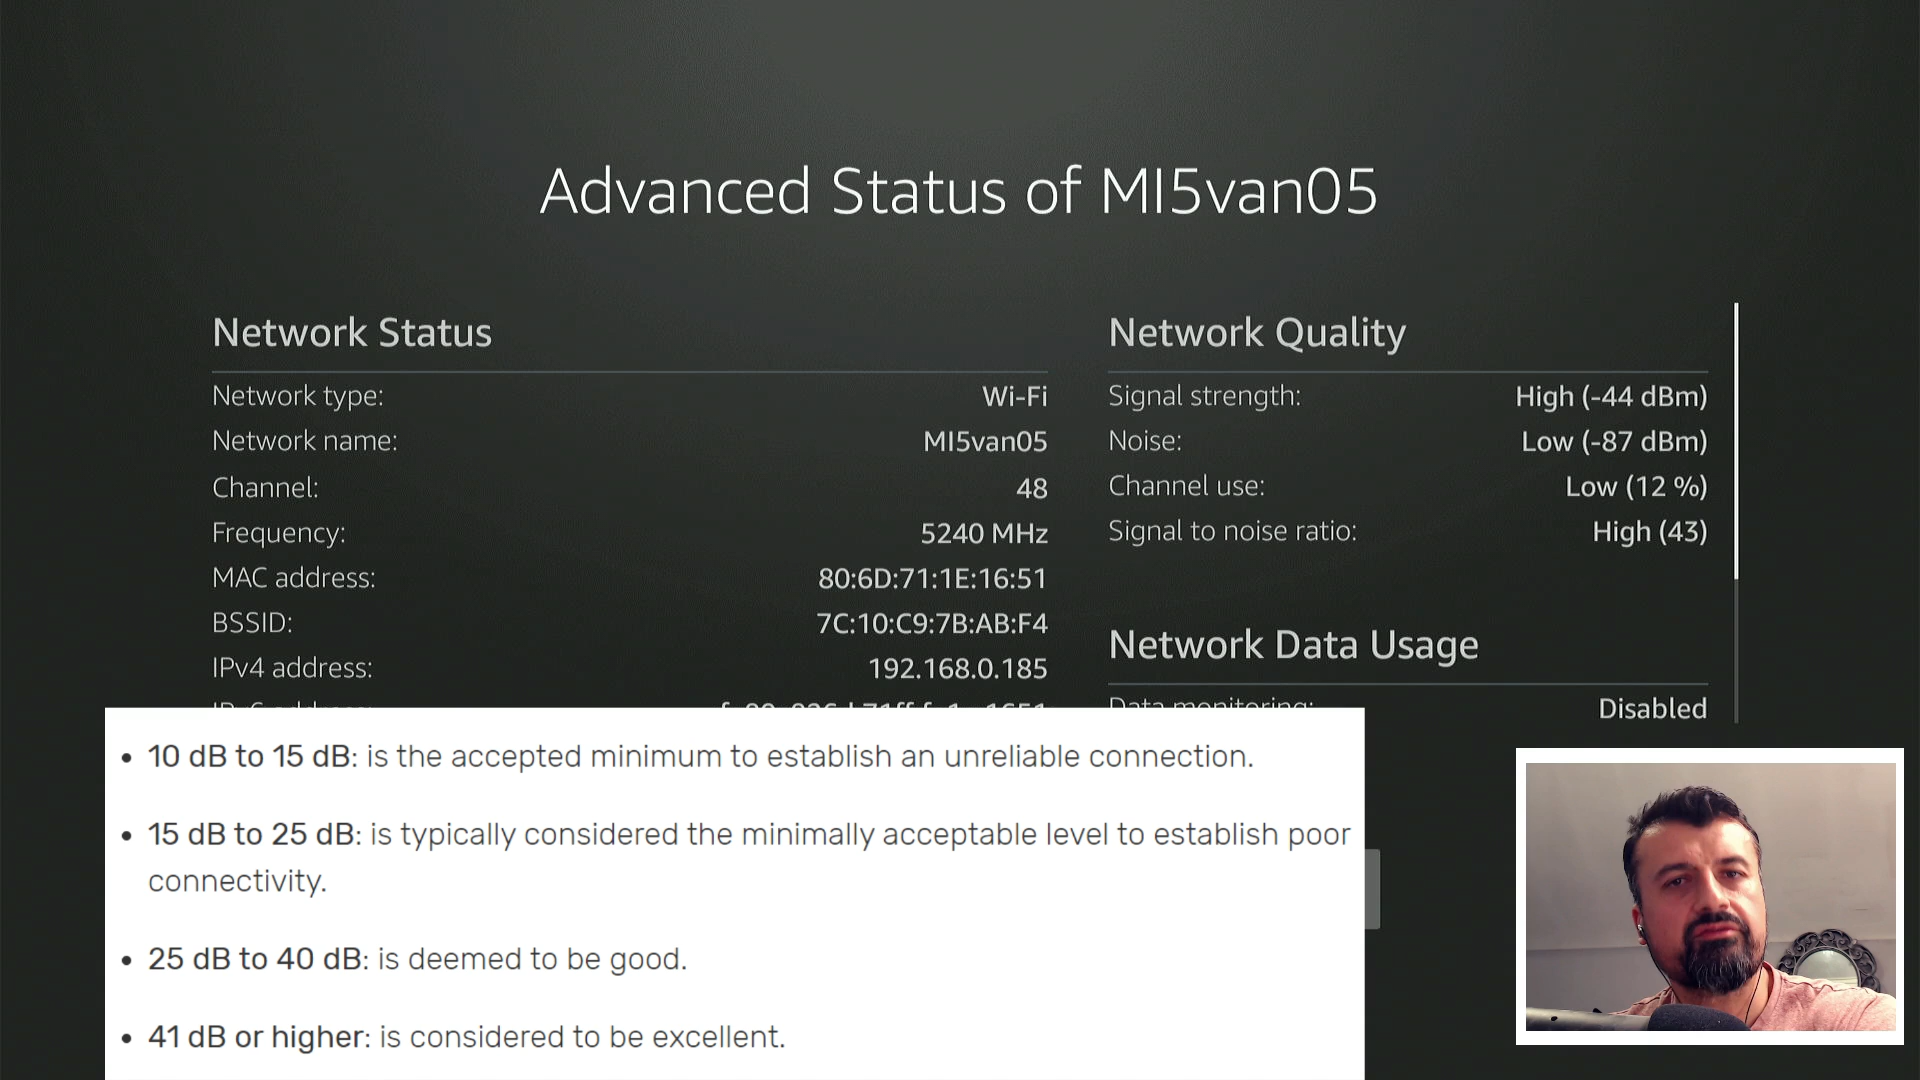 Advanced Status of MI5van05
Network Status
Network type: Wi-Fi
Network name: MI5van05
Channel: 48
Frequency: 5240 MHz
MAC address: 80:6D:71:1E:16:51
BSSID: 7C:10:C9:7B:AB:F4
IPv4 address: 192.168.0.185
Network Quality
Signal strength: High (-44 dBm)
Noise: Low (-87 dBm)
Channel use: Low (12 %)
Signal to noise ratio: High (43)
Network Data Usage
Data monitoring: Disabled
• 10 dB to 15 dB: is the accepted minimum to establish an unreliable connection.
• 15 dB to 25 dB: is typically considered the minimally acceptable level to establish poor
connectivity.
• 25 dB to 40 dB: is deemed to be good.
• 41 dB or higher: is considered to be excellent.